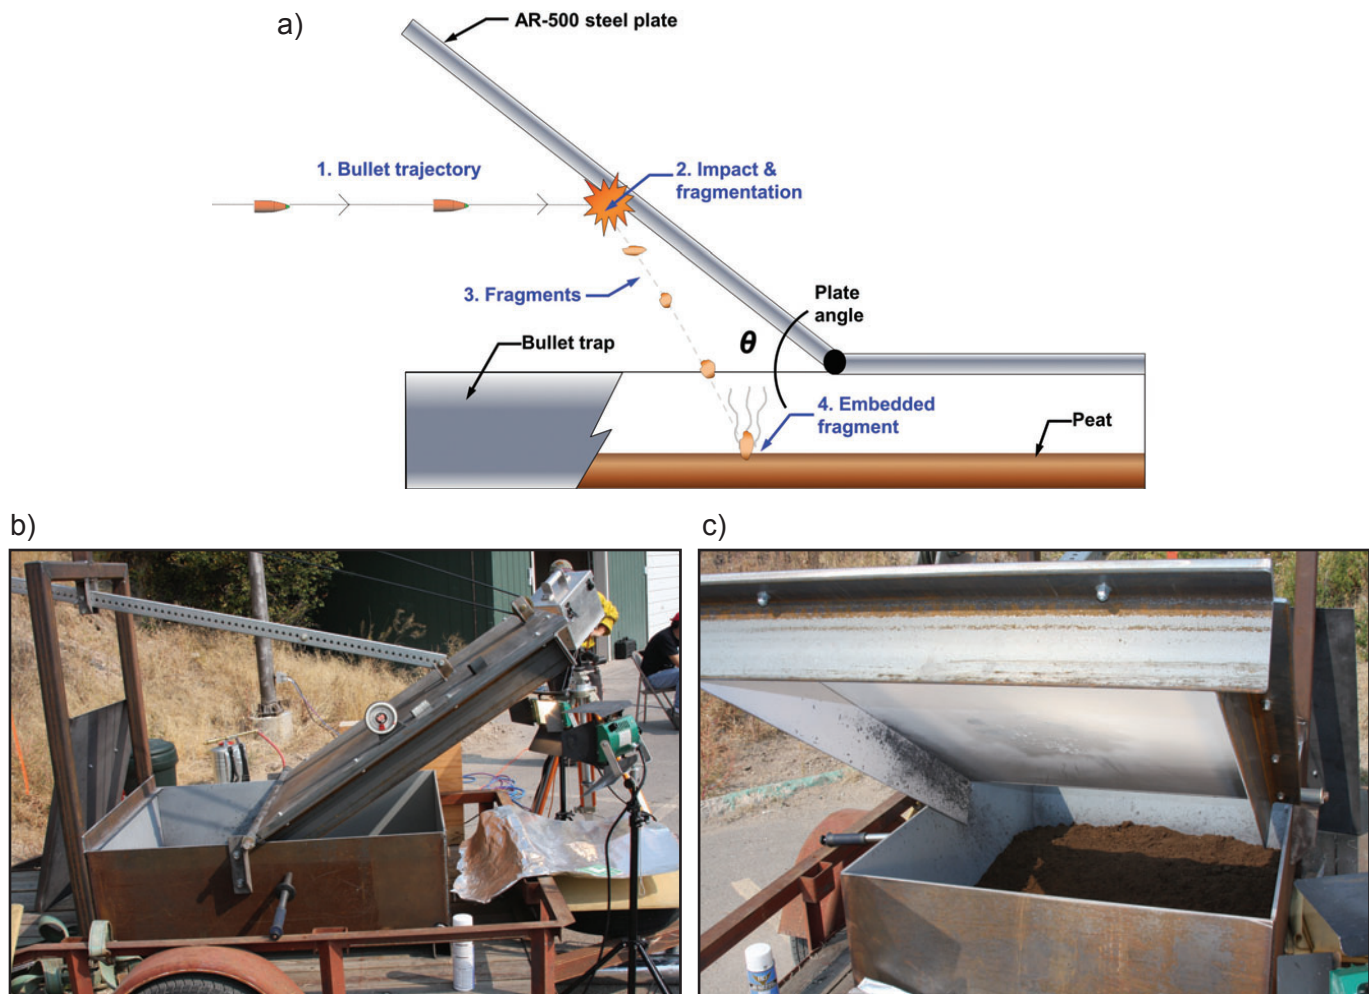 a)
AR-500 steel plate
1. Bullet trajectory
2. Impact &
fragmentation
3. Fragments
Plate
angle
θ
Bullet trap
4. Embedded
fragment
Peat
b)
c)